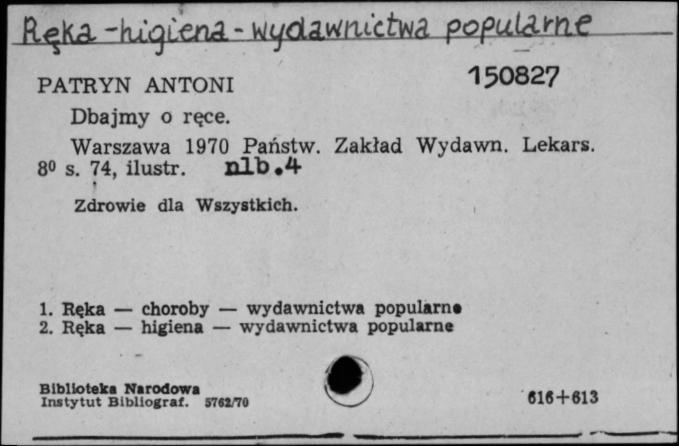 Ręka - higiena - wydawnictwa popularne
PATRYN ANTONI 150827
Dbajmy o ręce.
Warszawa 1970 Państw. Zakład Wydawn. Lekars.
8⁰ s. 74, ilustr. nlb.4
Zdrowie dla Wszystkich.
1. Ręka — choroby — wydawnictwa popularne
2. Ręka — higiena — wydawnictwa popularne
Biblioteka Narodowa
Instytut Bibliograf. 5762/70 616+613